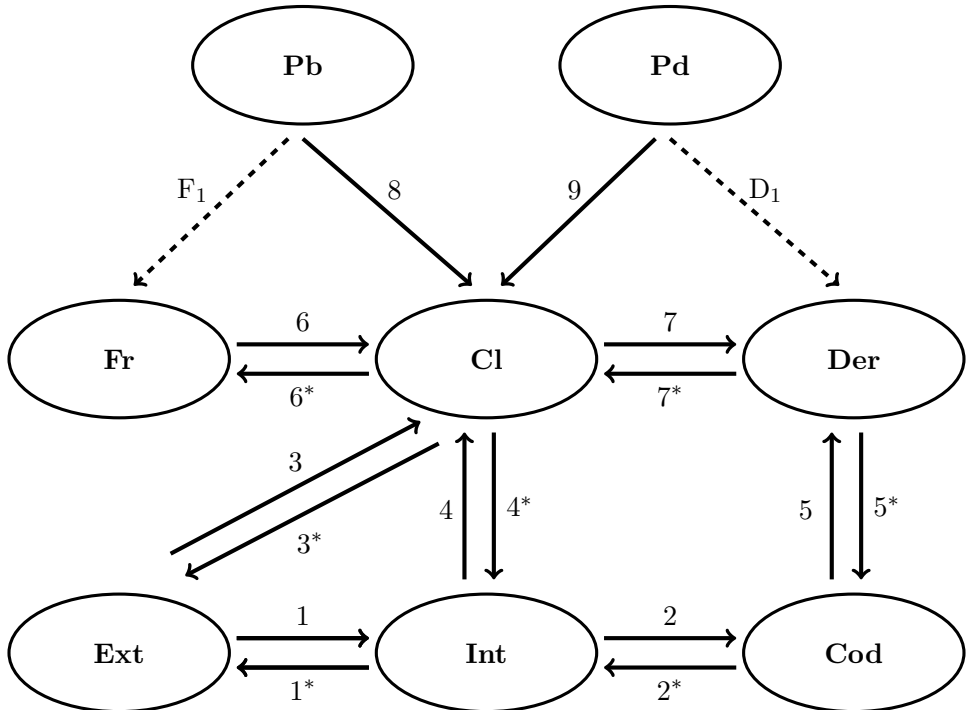 Pb Pd
F₁ 8 9 D₁
6 7
Fr Cl Der
6* 7*
3 4 4* 5 5*
3*
1 2
Ext Int Cod
1* 2*